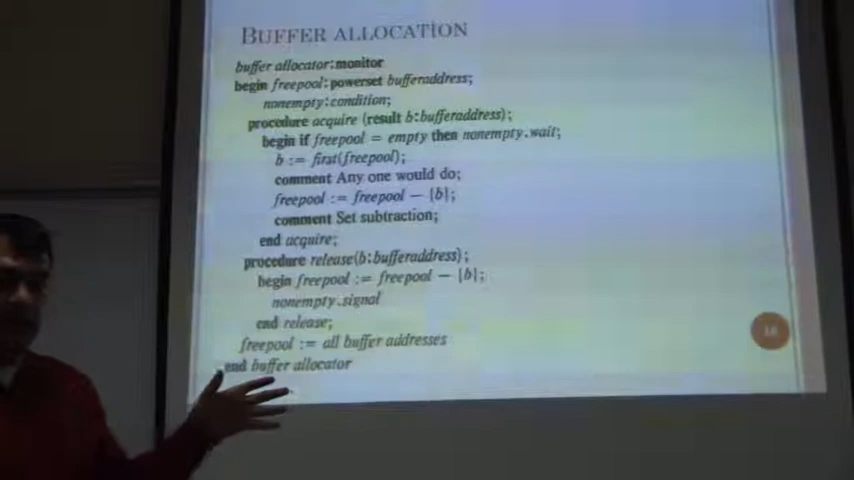 BUFFER ALLOCATION
buffer allocator:monitor
begin freepool:powerset bufferaddress;
nonempty:condition;
procedure acquire (result b:bufferaddress);
begin if freepool = empty then nonempty.wait;
b := first(freepool);
comment Any one would do;
freepool := freepool - {b};
comment Set subtraction;
end acquire;
procedure release(b:bufferaddress);
begin freepool := freepool - {b};
nonempty.signal
end release;
freepool := all buffer addresses
end buffer allocator